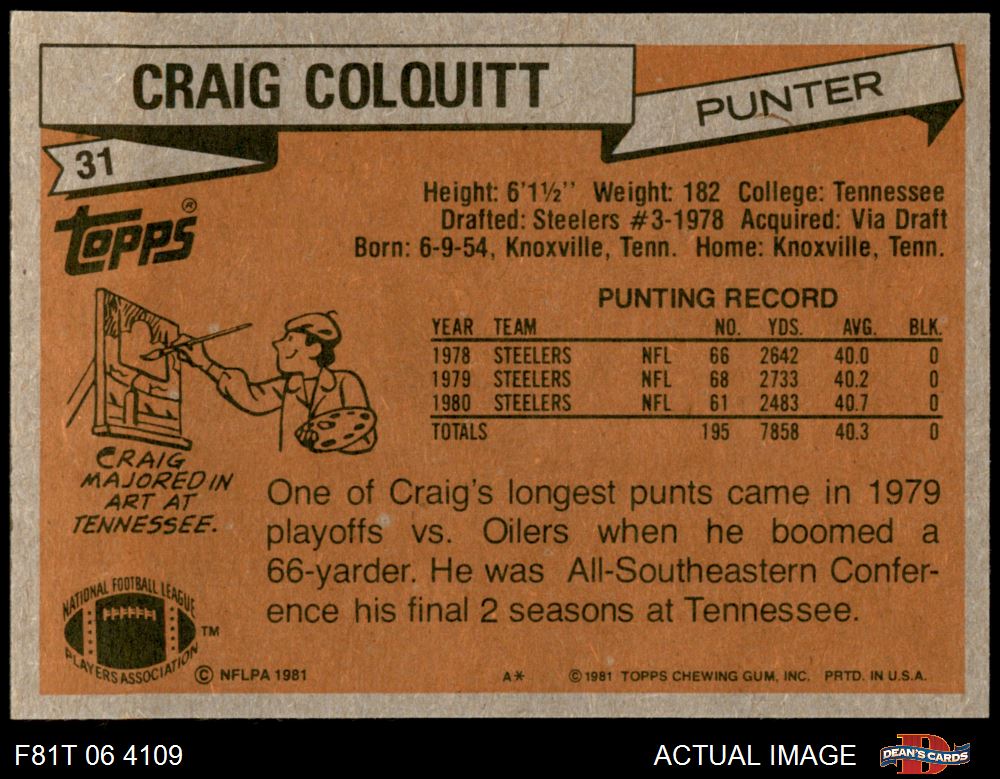 CRAIG COLQUITT
PUNTER
31
TOPPS®
Height: 6'1½'' Weight: 182 College: Tennessee
Drafted: Steelers #3-1978 Acquired: Via Draft
Born: 6-9-54, Knoxville, Tenn. Home: Knoxville, Tenn.
PUNTING RECORD
YEAR TEAM NO. YDS. AVG. BLK.
1978 STEELERS NFL 66 2642 40.0 0
1979 STEELERS NFL 68 2733 40.2 0
1980 STEELERS NFL 61 2483 40.7 0
TOTALS 195 7858 40.3 0
CRAIG
MAJORED IN
ART AT
TENNESSEE.
One of Craig's longest punts came in 1979
playoffs vs. Oilers when he boomed a
66-yarder. He was All-Southeastern Confer-
ence his final 2 seasons at Tennessee.
NATIONAL FOOTBALL LEAGUE
PLAYERS ASSOCIATION
TM
© NFLPA 1981
A*
© 1981 TOPPS CHEWING GUM, INC. PRTD. IN U.S.A.
F81T 06 4109
ACTUAL IMAGE
DEAN'S CARDS